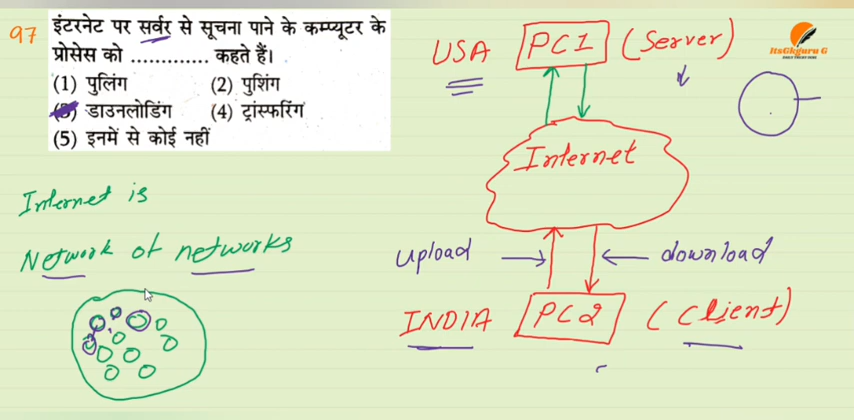 97
इंटरनेट पर सर्वर से सूचना पाने के कम्प्यूटर के
प्रोसेस को ............. कहते हैं।
(1) पुलिंग (2) पुशिंग
(3) डाउनलोडिंग (4) ट्रांस्फरिंग
(5) इनमें से कोई नहीं
Internet is
Network of networks
USA PC1 (Server)
Internet
upload download
INDIA PC2 (Client)
ItsGkguru G